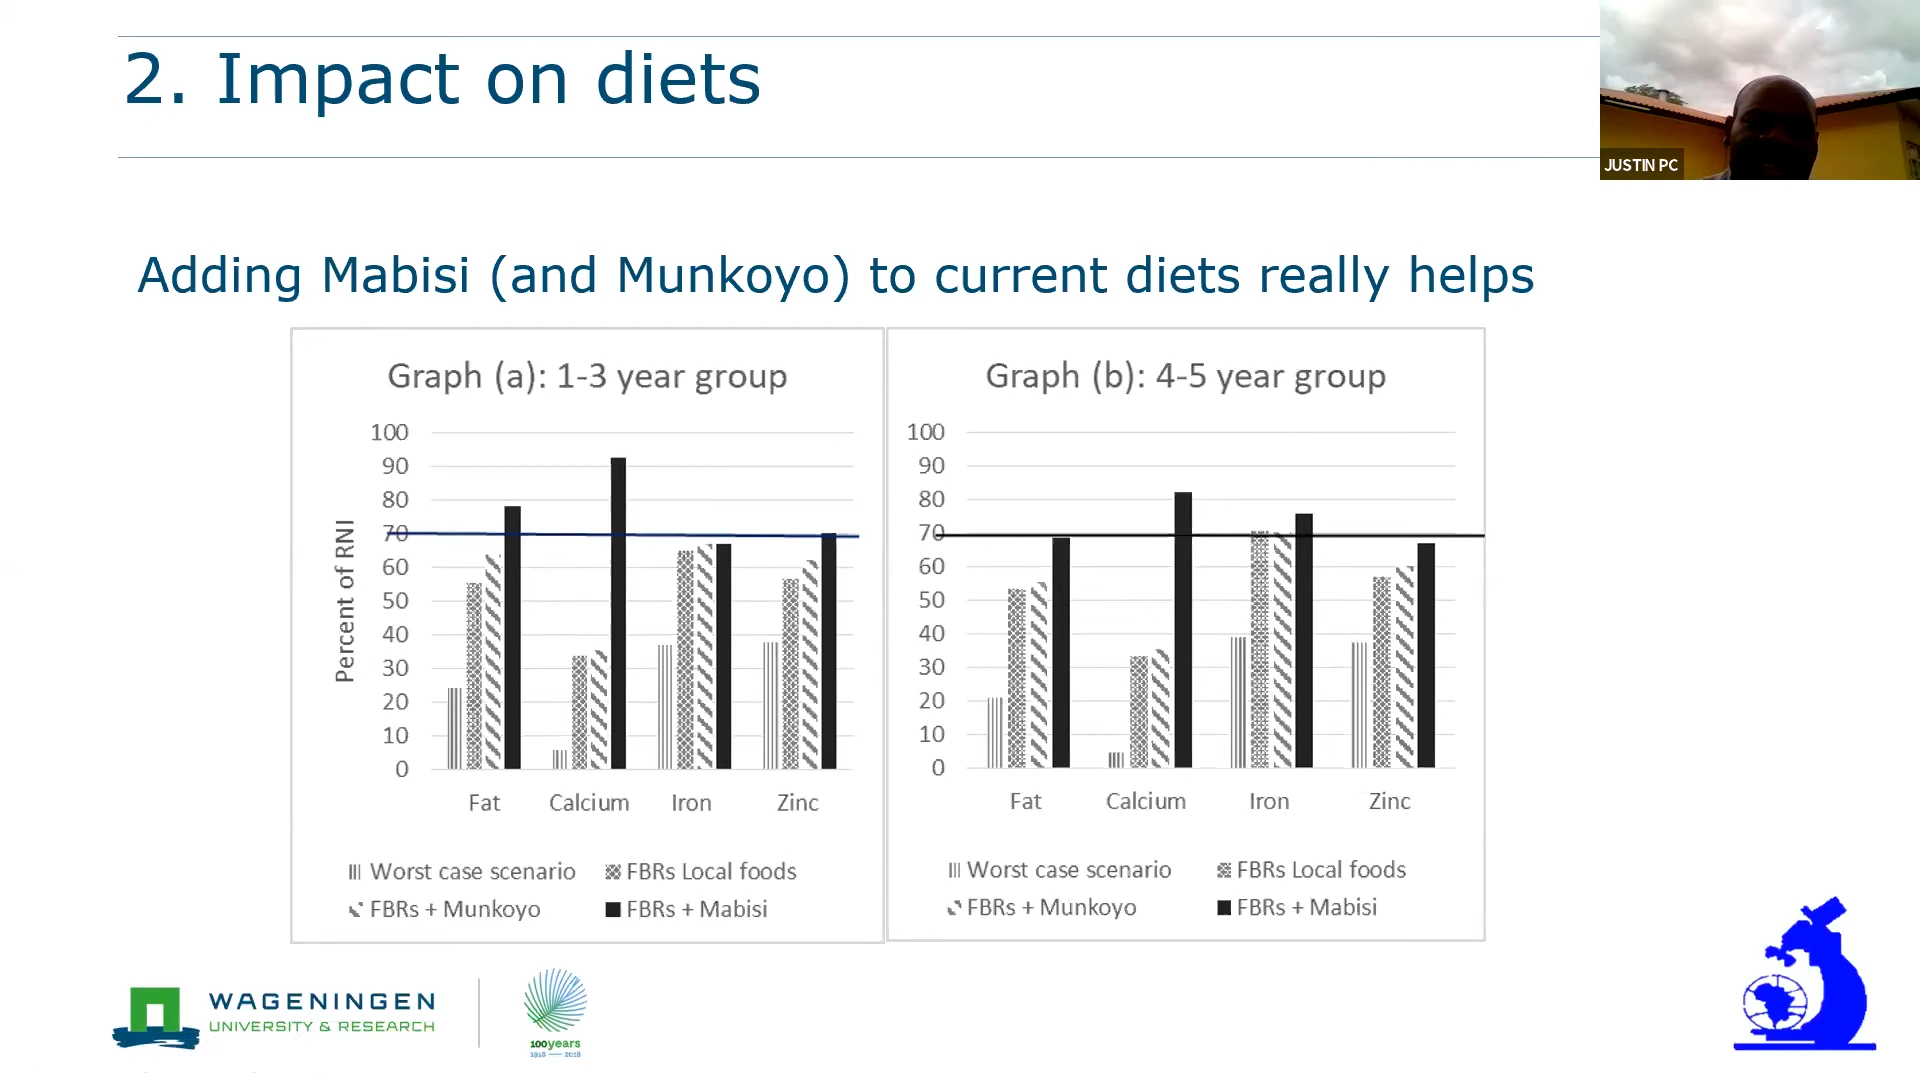 2. Impact on diets
JUSTIN PC
Adding Mabisi (and Munkoyo) to current diets really helps
Graph (a): 1-3 year group
Percent of RNI
100
90
80
70
60
50
40
30
20
10
0
Fat Calcium Iron Zinc
Worst case scenario FBRs Local foods
FBRs + Munkoyo FBRs + Mabisi
Graph (b): 4-5 year group
100
90
80
70
60
50
40
30
20
10
0
Fat Calcium Iron Zinc
Worst case scenario FBRs Local foods
FBRs + Munkoyo FBRs + Mabisi
WAGENINGEN
UNIVERSITY & RESEARCH
100years
1918 — 2018